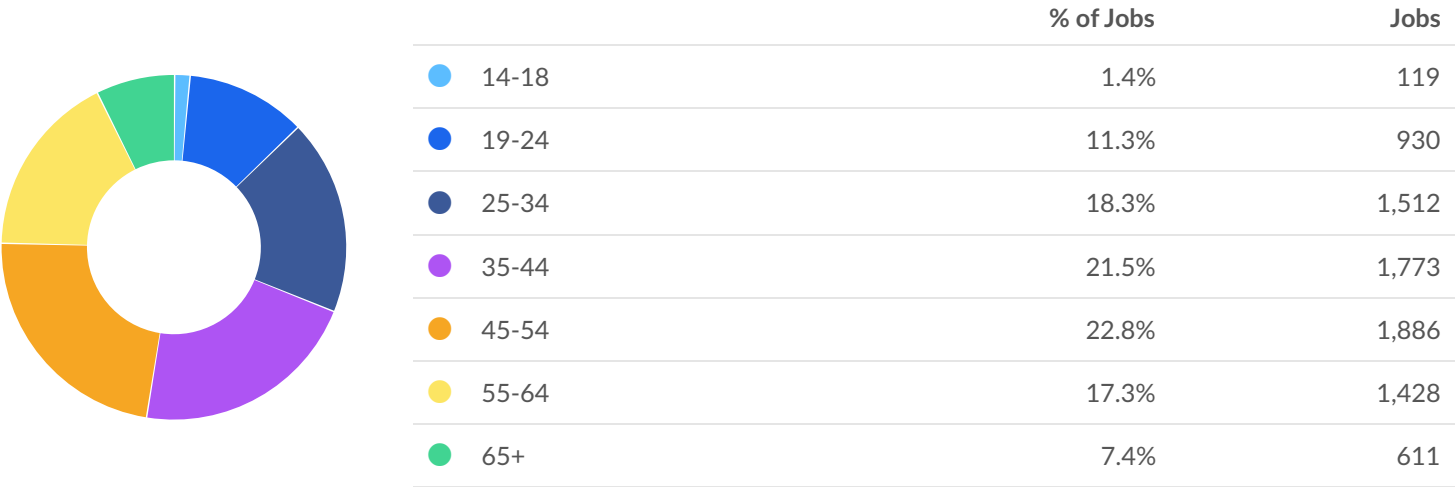 % of Jobs Jobs
14-18 1.4% 119
19-24 11.3% 930
25-34 18.3% 1,512
35-44 21.5% 1,773
45-54 22.8% 1,886
55-64 17.3% 1,428
65+ 7.4% 611